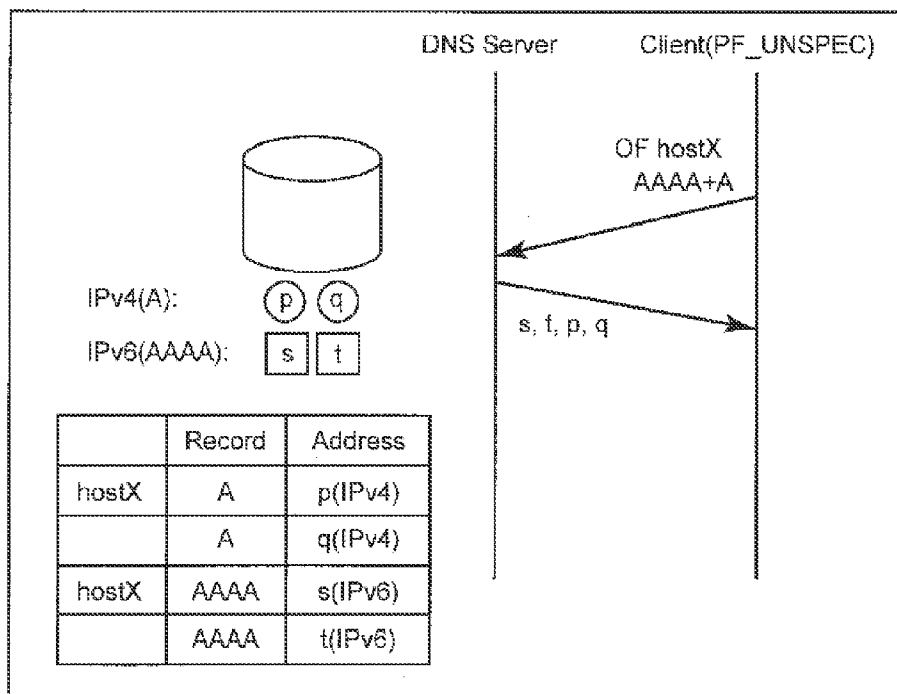 DNS Server
Client(PF_UNSPEC)
OF hostX
AAAA+A
s, t, p, q
IPv4(A):
p q
IPv6(AAAA):
s t
Record Address
hostX A p(IPv4)
A q(IPv4)
hostX AAAA s(IPv6)
AAAA t(IPv6)